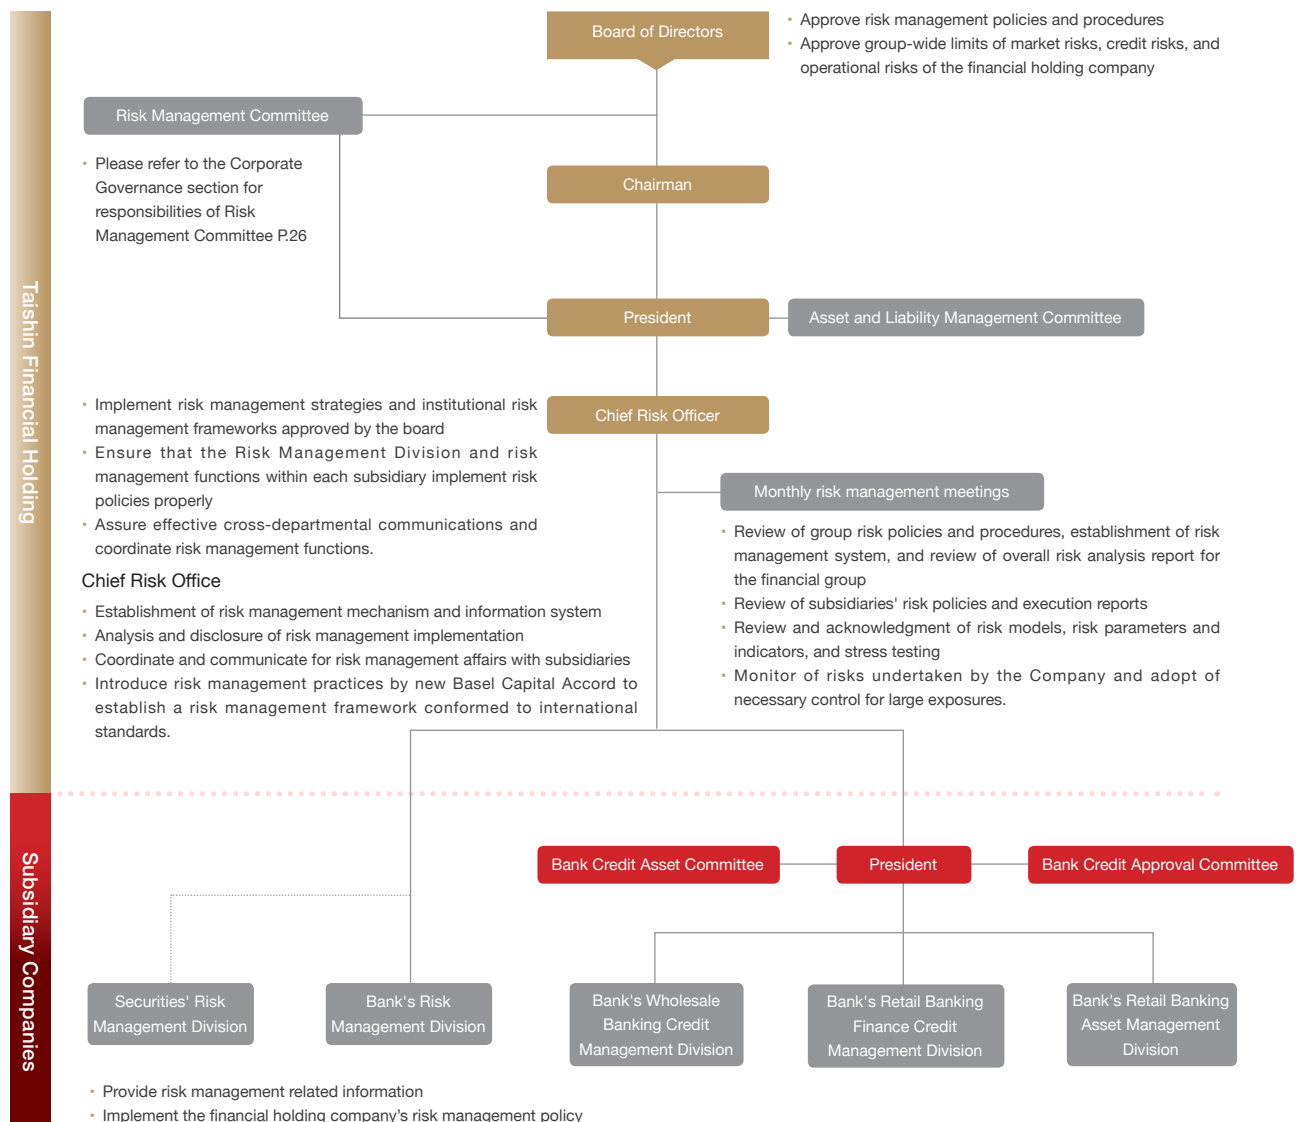 Board of Directors
• Approve risk management policies and procedures
• Approve group-wide limits of market risks, credit risks, and
operational risks of the financial holding company
Risk Management Committee
• Please refer to the Corporate
Governance section for
responsibilities of Risk
Management Committee P.26
Chairman
President
Asset and Liability Management Committee
Taishin Financial Holding
Chief Risk Officer
• Implement risk management strategies and institutional risk
management frameworks approved by the board
• Ensure that the Risk Management Division and risk
management functions within each subsidiary implement risk
policies properly
• Assure effective cross-departmental communications and
coordinate risk management functions.
Chief Risk Office
• Establishment of risk management mechanism and information system
• Analysis and disclosure of risk management implementation
• Coordinate and communicate for risk management affairs with subsidiaries
• Introduce risk management practices by new Basel Capital Accord to
establish a risk management framework conformed to international
standards.
Monthly risk management meetings
• Review of group risk policies and procedures, establishment of risk
management system, and review of overall risk analysis report for
the financial group
• Review of subsidiaries' risk policies and execution reports
• Review and acknowledgment of risk models, risk parameters and
indicators, and stress testing
• Monitor of risks undertaken by the Company and adopt of
necessary control for large exposures.
Subsidiary Companies
Bank Credit Asset Committee
President
Bank Credit Approval Committee
Securities' Risk
Management Division
Bank's Risk
Management Division
Bank's Wholesale
Banking Credit
Management Division
Bank's Retail Banking
Finance Credit
Management Division
Bank's Retail Banking
Asset Management
Division
• Provide risk management related information
• Implement the financial holding company's risk management policy